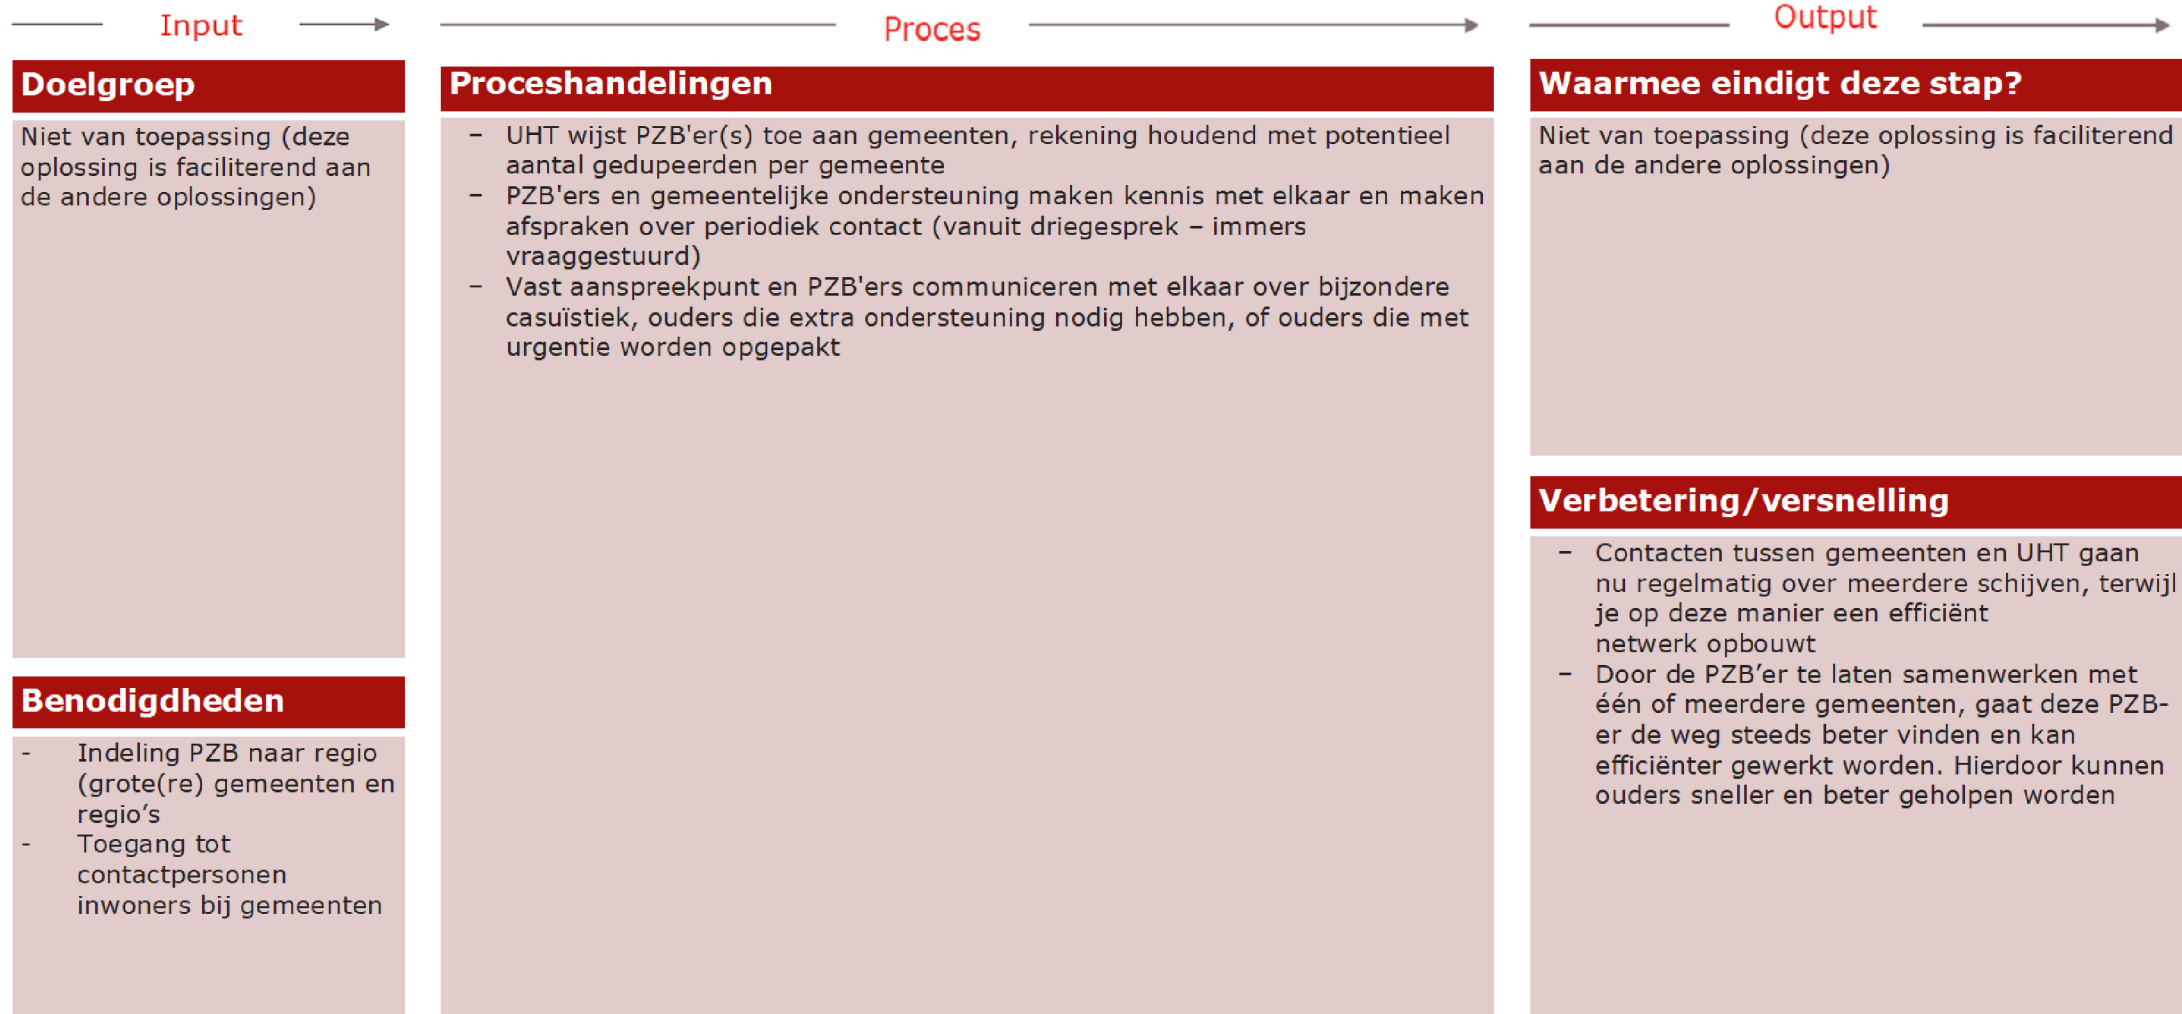 Input
Proces
Output
Doelgroep
Niet van toepassing (deze
oplossing is faciliterend aan
de andere oplossingen)
Benodigdheden
- Indeling PZB naar regio
(grote(re) gemeenten en
regio’s
- Toegang tot
contactpersonen
inwoners bij gemeenten
Proceshandelingen
– UHT wijst PZB'er(s) toe aan gemeenten, rekening houdend met potentieel
aantal gedupeerden per gemeente
– PZB'ers en gemeentelijke ondersteuning maken kennis met elkaar en maken
afspraken over periodiek contact (vanuit driegesprek – immers
vraaggestuurd)
– Vast aanspreekpunt en PZB'ers communiceren met elkaar over bijzondere
casuïstiek, ouders die extra ondersteuning nodig hebben, of ouders die met
urgentie worden opgepakt
Waarmee eindigt deze stap?
Niet van toepassing (deze oplossing is faciliterend
aan de andere oplossingen)
Verbetering/versnelling
– Contacten tussen gemeenten en UHT gaan
nu regelmatig over meerdere schijven, terwijl
je op deze manier een efficiënt
netwerk opbouwt
– Door de PZB’er te laten samenwerken met
één of meerdere gemeenten, gaat deze PZB-
er de weg steeds beter vinden en kan
efficiënter gewerkt worden. Hierdoor kunnen
ouders sneller en beter geholpen worden